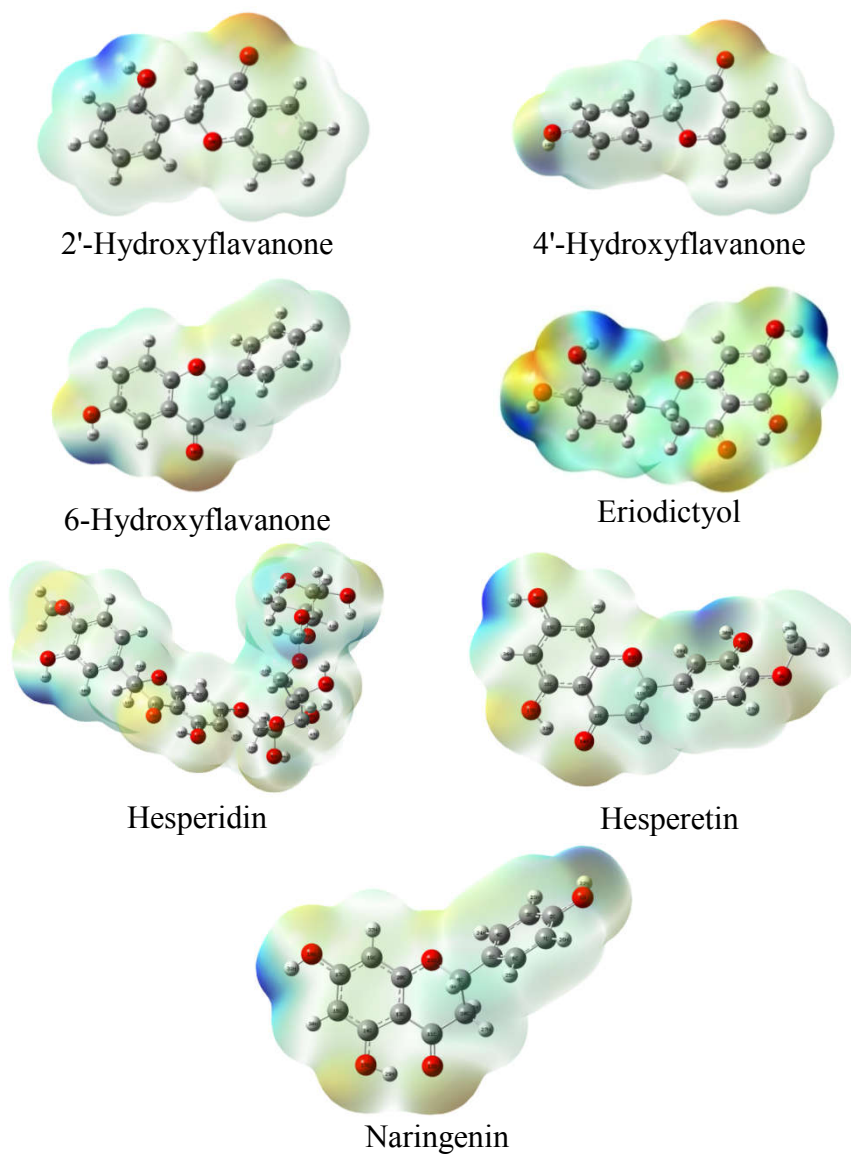 2'-Hydroxyflavanone
4'-Hydroxyflavanone
6-Hydroxyflavanone
Eriodictyol
Hesperidin
Hesperetin
Naringenin